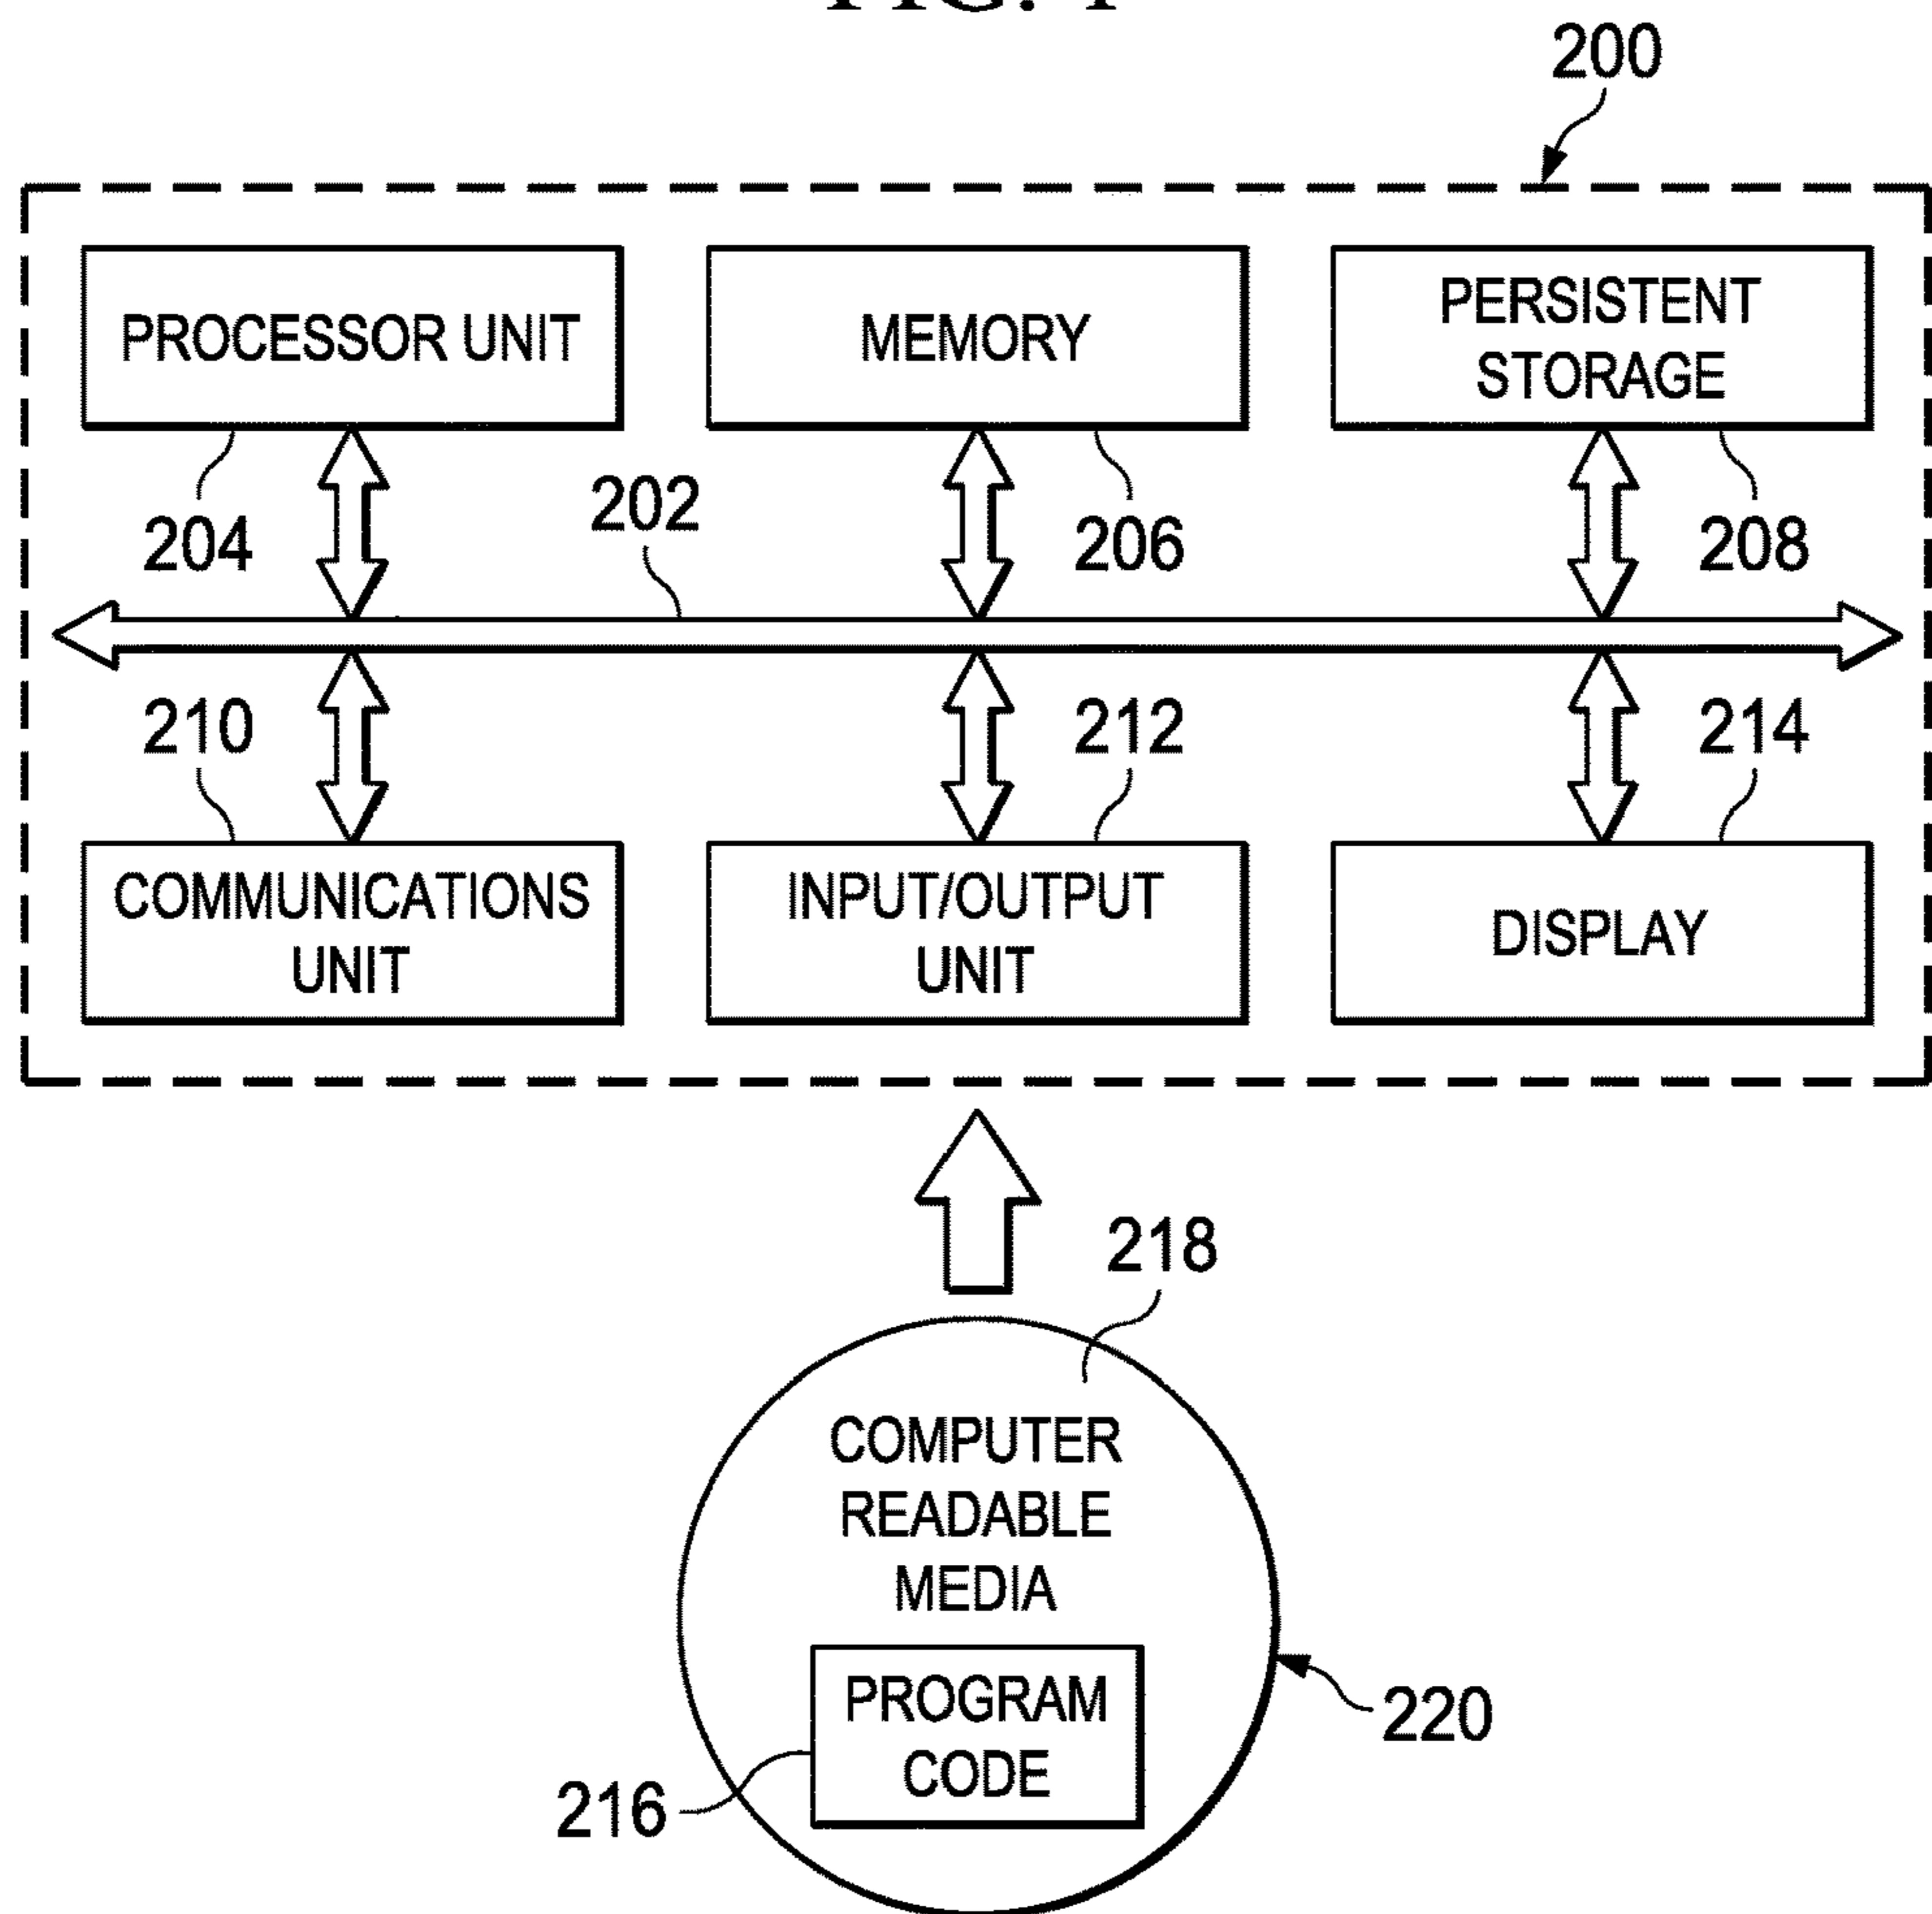 200
PROCESSOR UNIT
MEMORY
PERSISTENT
STORAGE
204
202
206
208
210
212
214
COMMUNICATIONS
UNIT
INPUT/OUTPUT
UNIT
DISPLAY
218
COMPUTER
READABLE
MEDIA
PROGRAM
CODE
216
220